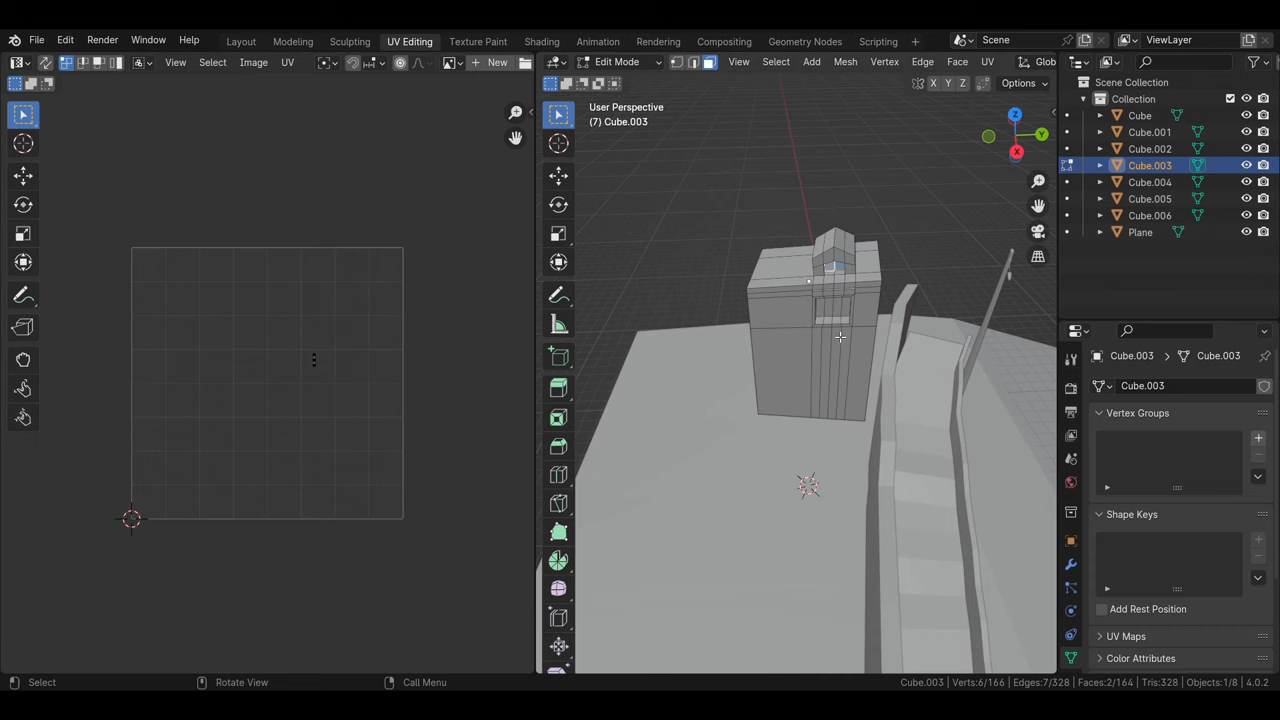 File Edit Render Window Help Layout Modeling Sculpting UV Editing Texture Paint Shading Animation Rendering Compositing Geometry Nodes Scripting + Scene ViewLayer
View Select Image UV + New
Edit Mode View Select Add Mesh Vertex Edge Face UV Glob
X Y Z Options
User Perspective
(7) Cube.003
Z
Y
X
Scene Collection
Collection
Cube
Cube.001
Cube.002
Cube.003
Cube.004
Cube.005
Cube.006
Plane
Cube.003 Cube.003
Cube.003
Vertex Groups
Shape Keys
Add Rest Position
UV Maps
Color Attributes
Select Rotate View Call Menu Cube.003 | Verts:6/166 | Edges:7/328 | Faces:2/164 | Tris:328 | Objects:1/8 | 4.0.2